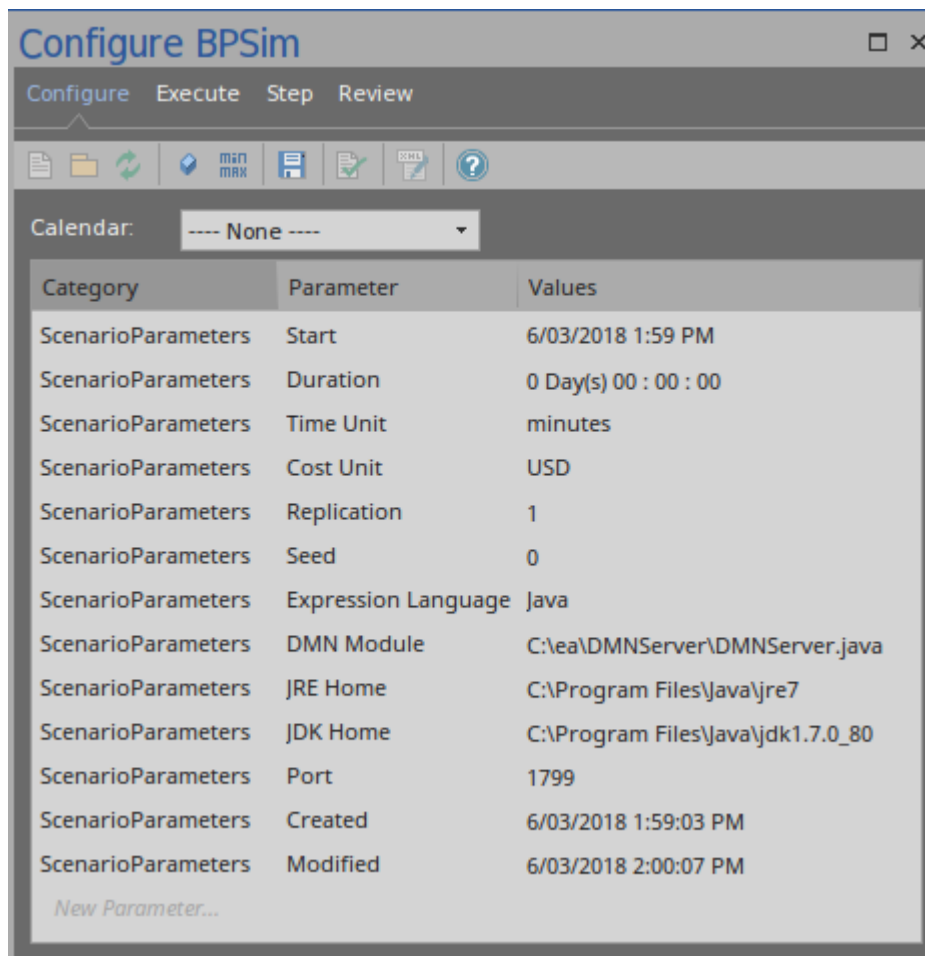 Configure BPSim
Configure Execute Step Review
min
max
XML
?
Calendar: ---- None ----
Category Parameter Values
ScenarioParameters Start 6/03/2018 1:59 PM
ScenarioParameters Duration 0 Day(s) 00 : 00 : 00
ScenarioParameters Time Unit minutes
ScenarioParameters Cost Unit USD
ScenarioParameters Replication 1
ScenarioParameters Seed 0
ScenarioParameters Expression Language Java
ScenarioParameters DMN Module C:\ea\DMNServer\DMNServer.java
ScenarioParameters JRE Home C:\Program Files\Java\jre7
ScenarioParameters JDK Home C:\Program Files\Java\jdk1.7.0_80
ScenarioParameters Port 1799
ScenarioParameters Created 6/03/2018 1:59:03 PM
ScenarioParameters Modified 6/03/2018 2:00:07 PM
New Parameter...